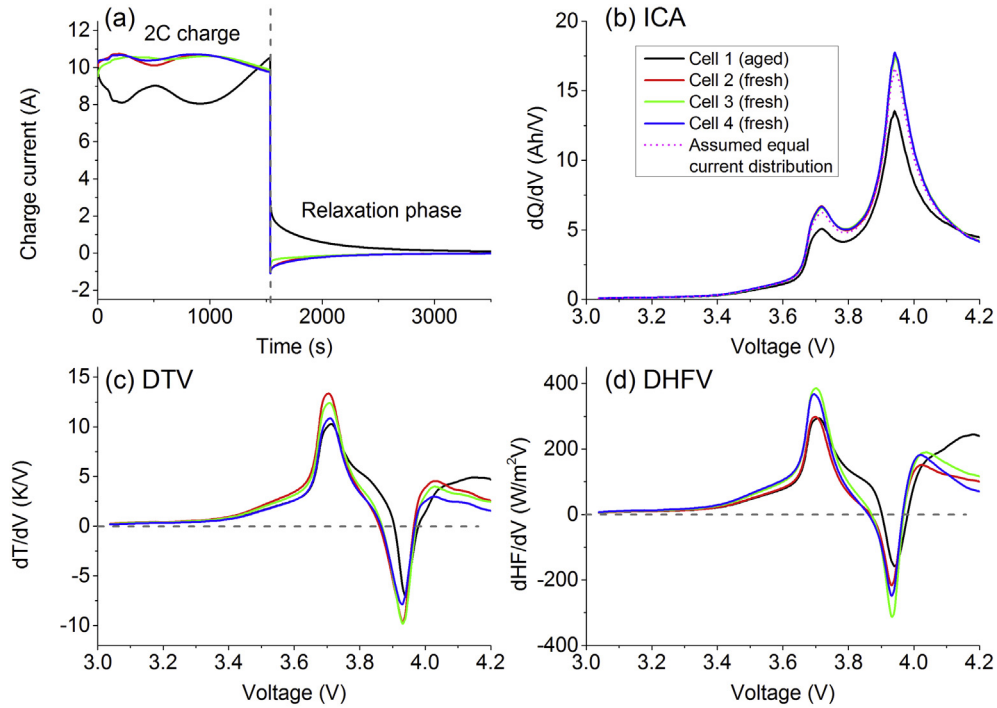 (a)
2C charge
Relaxation phase
Charge current (A)
12
10
8
6
4
2
0
-2
0
1000
2000
3000
Time (s)
(b) ICA
Cell 1 (aged)
Cell 2 (fresh)
Cell 3 (fresh)
Cell 4 (fresh)
Assumed equal
current distribution
dQ/dV (Ah/V)
20
15
10
5
0
3.0
3.2
3.4
3.6
3.8
4.0
4.2
Voltage (V)
(c) DTV
dT/dV (K/V)
15
10
5
0
-5
-10
3.0
3.2
3.4
3.6
3.8
4.0
4.2
Voltage (V)
(d) DHFV
dHF/dV (W/m²V)
400
200
0
-200
-400
3.0
3.2
3.4
3.6
3.8
4.0
4.2
Voltage (V)